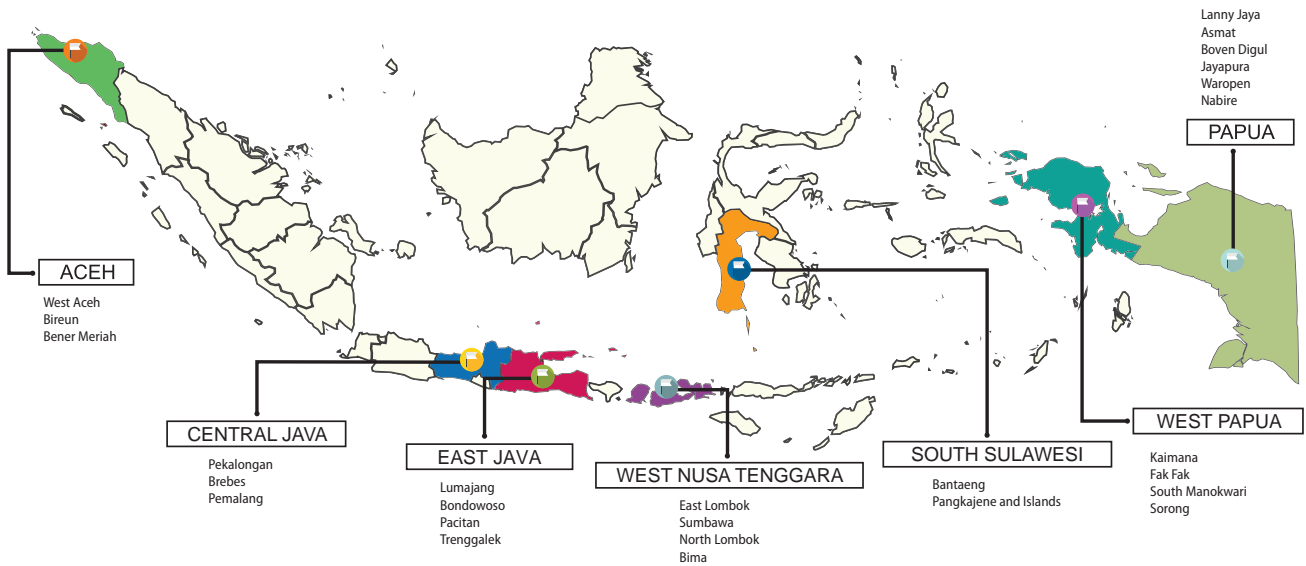 Lanny Jaya
Asmat
Boven Digul
Jayapura
Waropen
Nabire
PAPUA
ACEH
West Aceh
Bireun
Bener Meriah
CENTRAL JAVA
Pekalongan
Brebes
Pemalang
EAST JAVA
Lumajang
Bondowoso
Pacitan
Trenggalek
WEST NUSA TENGGARA
East Lombok
Sumbawa
North Lombok
Bima
SOUTH SULAWESI
Bantaeng
Pangkajene and Islands
WEST PAPUA
Kaimana
Fak Fak
South Manokwari
Sorong